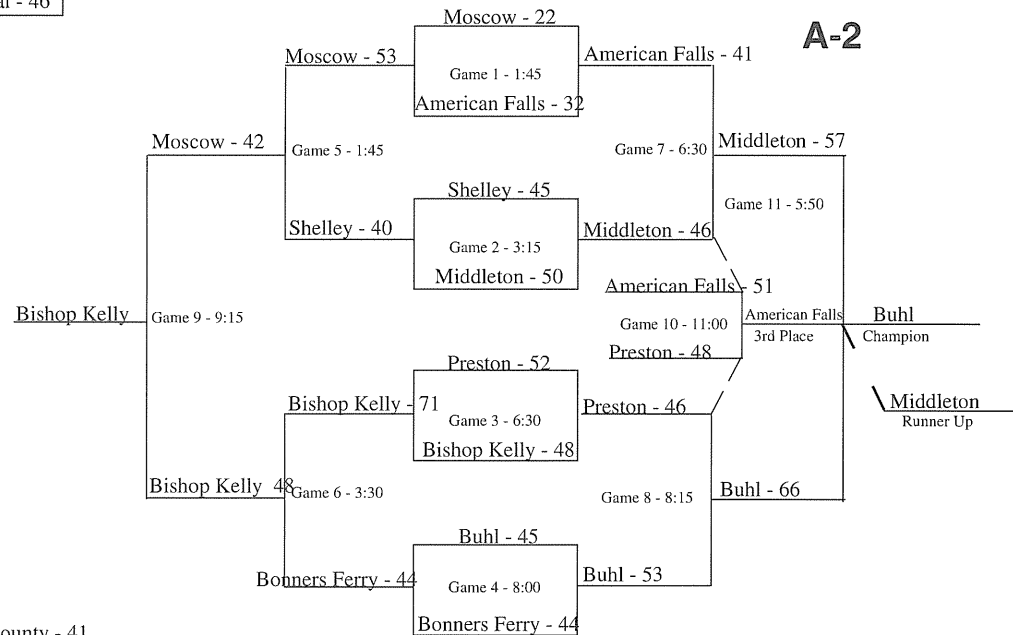 al - 46
A-2
Moscow - 22
Moscow - 53
American Falls - 41
Game 1 - 1:45
American Falls - 32
Moscow - 42
Game 5 - 1:45
Game 7 - 6:30
Middleton - 57
Shelley - 45
Game 11 - 5:50
Shelley - 40
Game 2 - 3:15
Middleton - 46
Middleton - 50
American Falls - 51
Bishop Kelly
Game 9 - 9:15
Game 10 - 11:00
American Falls
3rd Place
Buhl
Champion
Preston - 48
Preston - 52
Bishop Kelly - 71
Game 3 - 6:30
Preston - 46
Middleton
Runner Up
Bishop Kelly - 48
Bishop Kelly 48
Game 6 - 3:30
Game 8 - 8:15
Buhl - 66
Buhl - 45
Bonners Ferry - 44
Game 4 - 8:00
Buhl - 53
Bonners Ferry - 44
ounty - 41